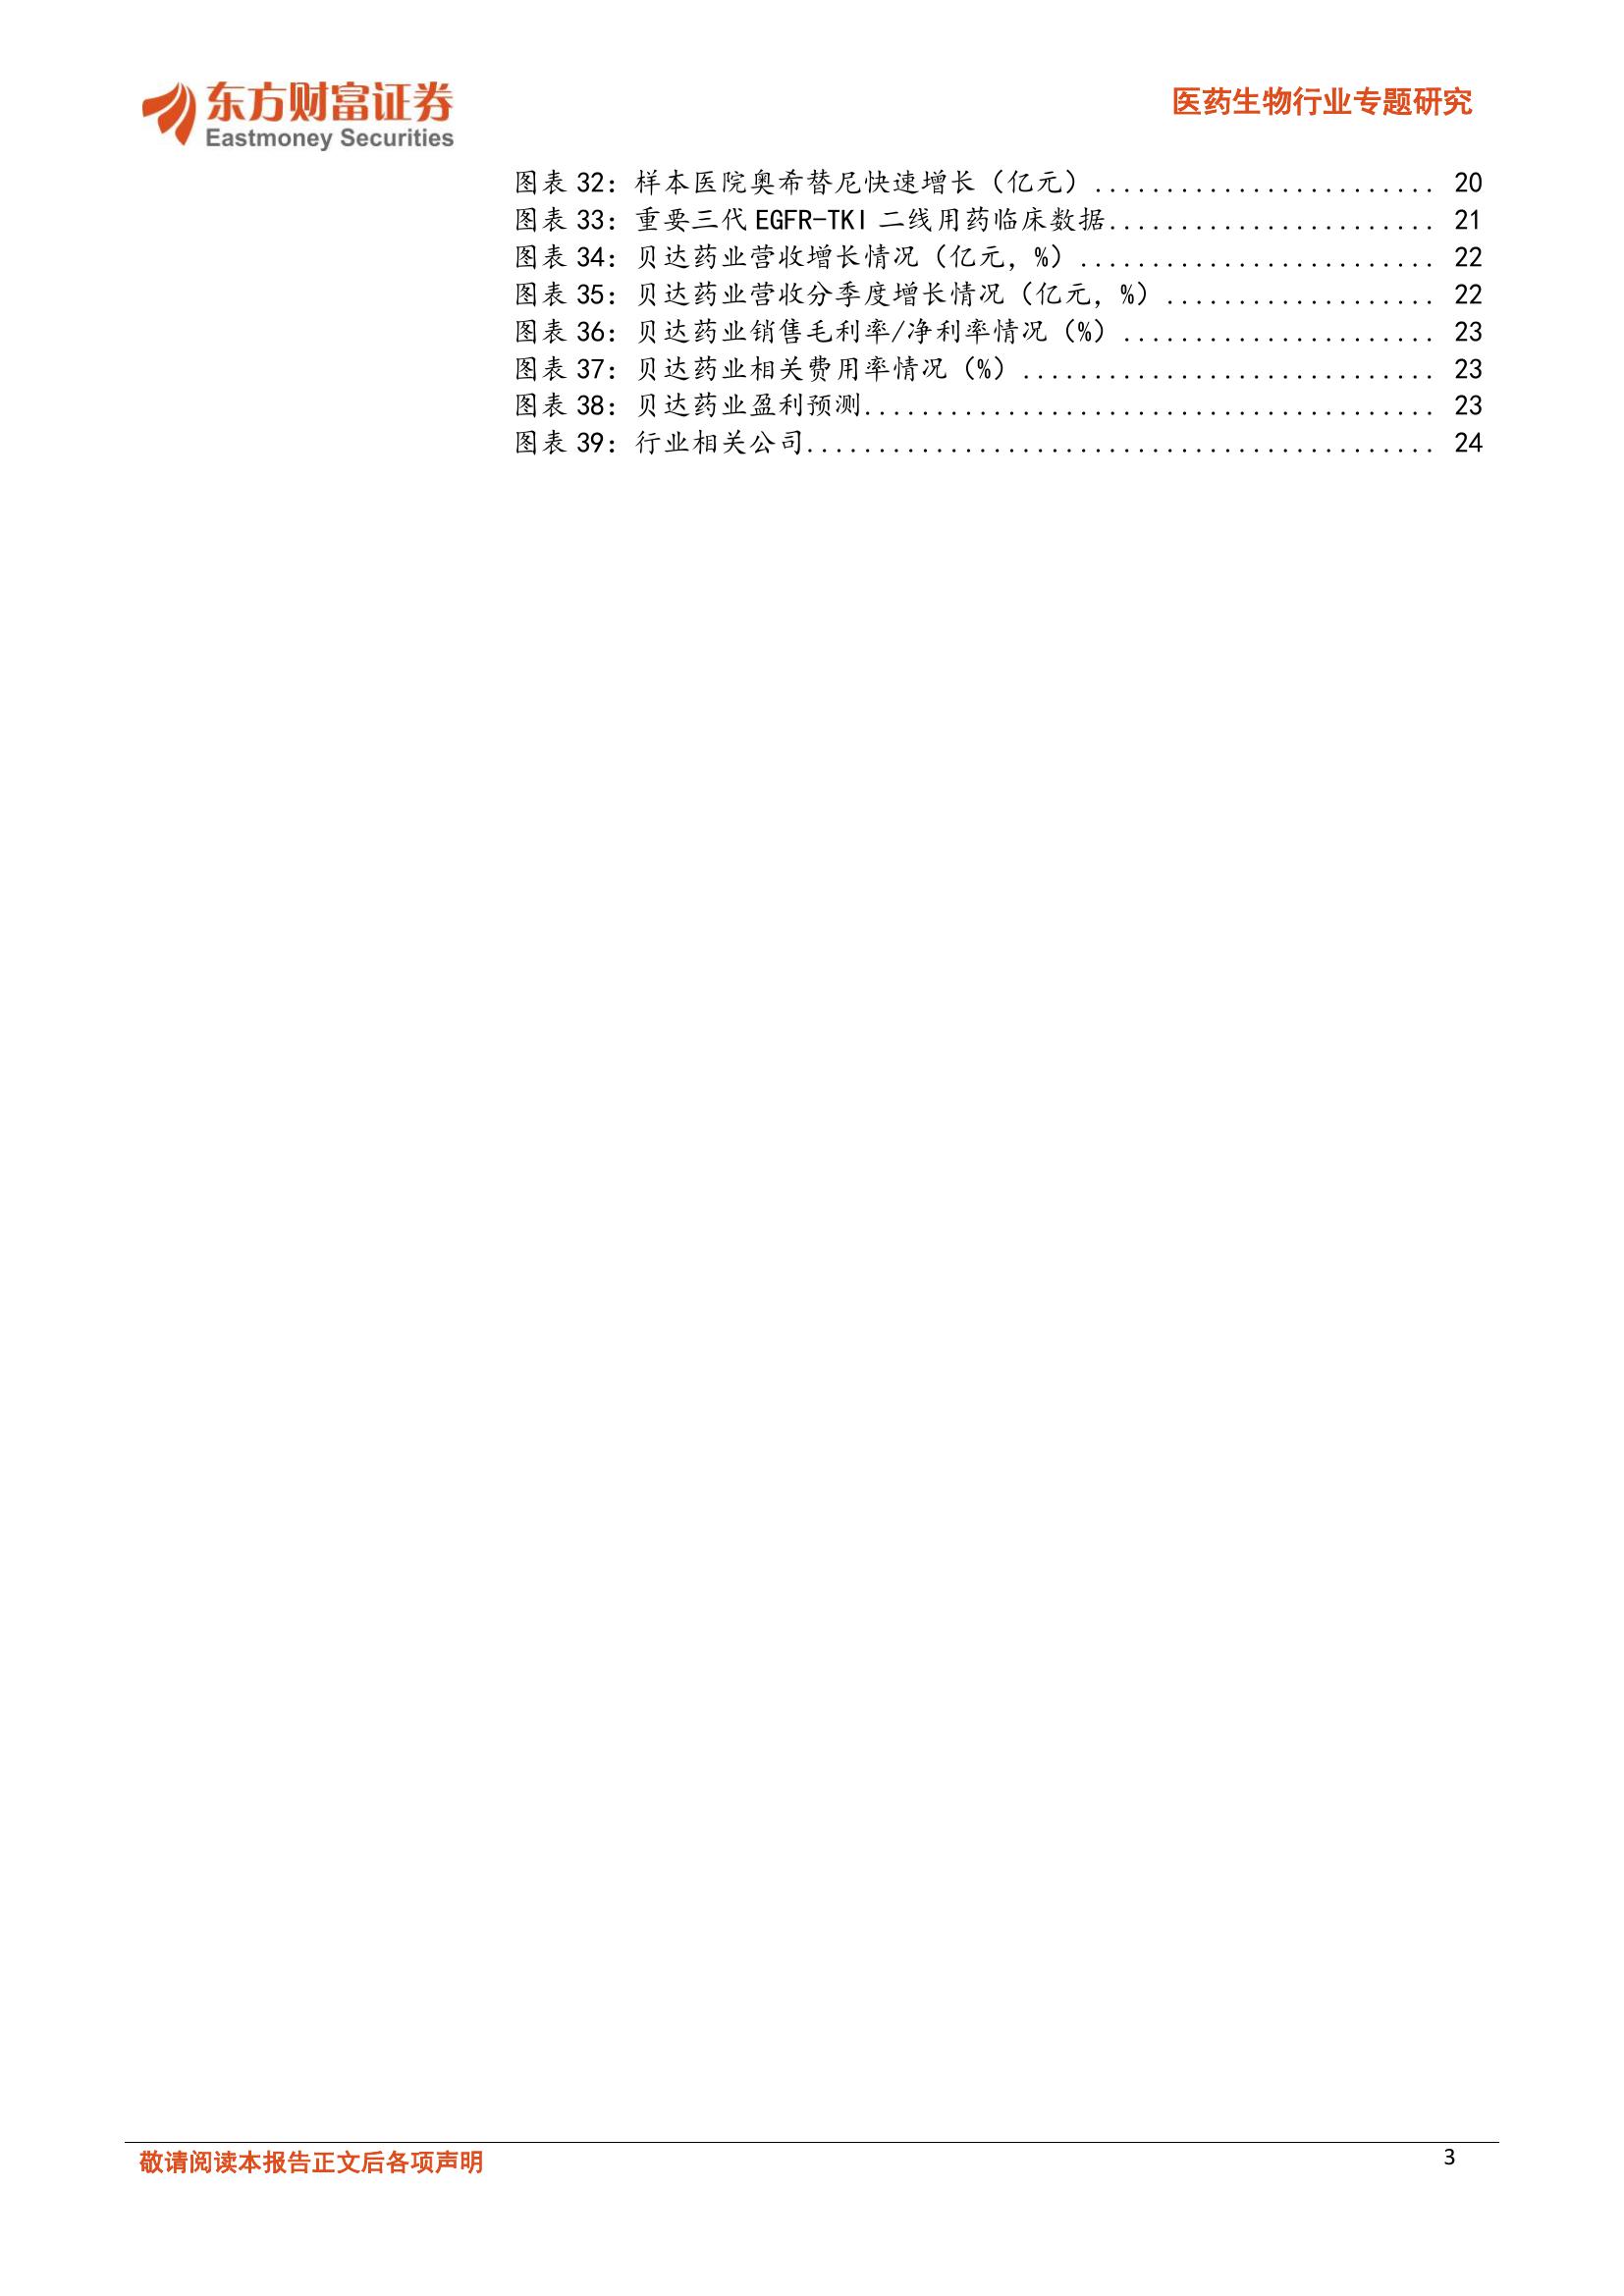 东方财富证券
Eastmoney Securities
医药生物行业专题研究
图表 32：样本医院奥希替尼快速增长（亿元）........................ 20
图表 33：重要三代 EGFR-TKI 二线用药临床数据....................... 21
图表 34：贝达药业营收增长情况（亿元，%）......................... 22
图表 35：贝达药业营收分季度增长情况（亿元，%）................... 22
图表 36：贝达药业销售毛利率/净利率情况（%）...................... 23
图表 37：贝达药业相关费用率情况（%）............................. 23
图表 38：贝达药业盈利预测........................................ 23
图表 39：行业相关公司............................................ 24
敬请阅读本报告正文后各项声明
3